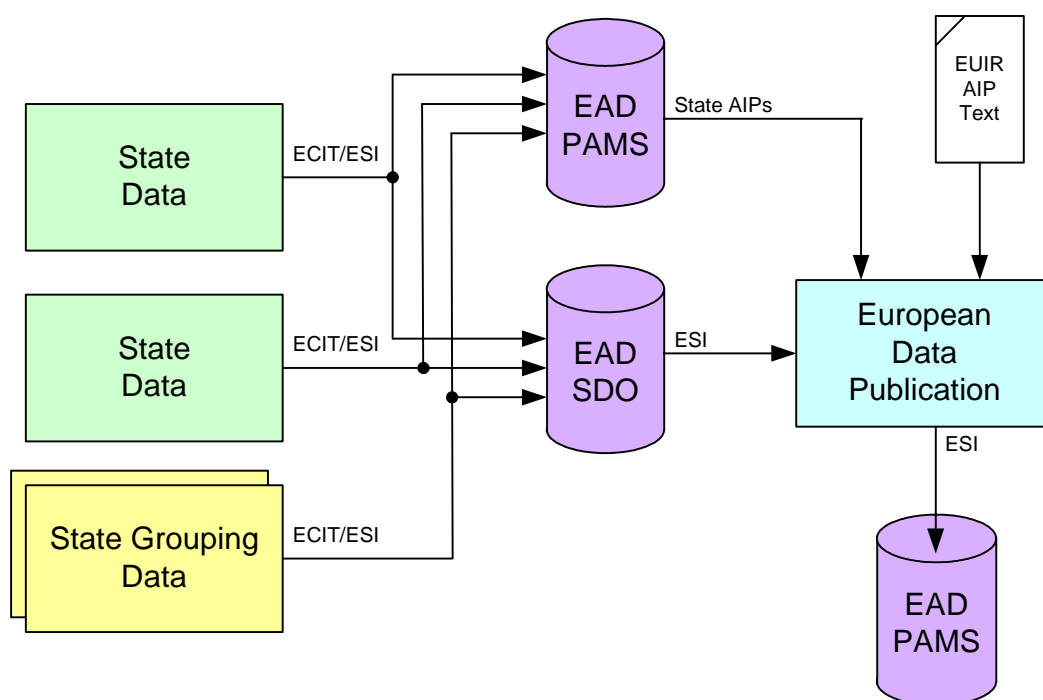 EAD
PAMS
EUIR
AIP
Text
State AIPs
State
Data
ECIT/ESI
State
Data
ECIT/ESI
EAD
SDO
ESI
European
Data
Publication
ESI
State Grouping
Data
ECIT/ESI
EAD
PAMS